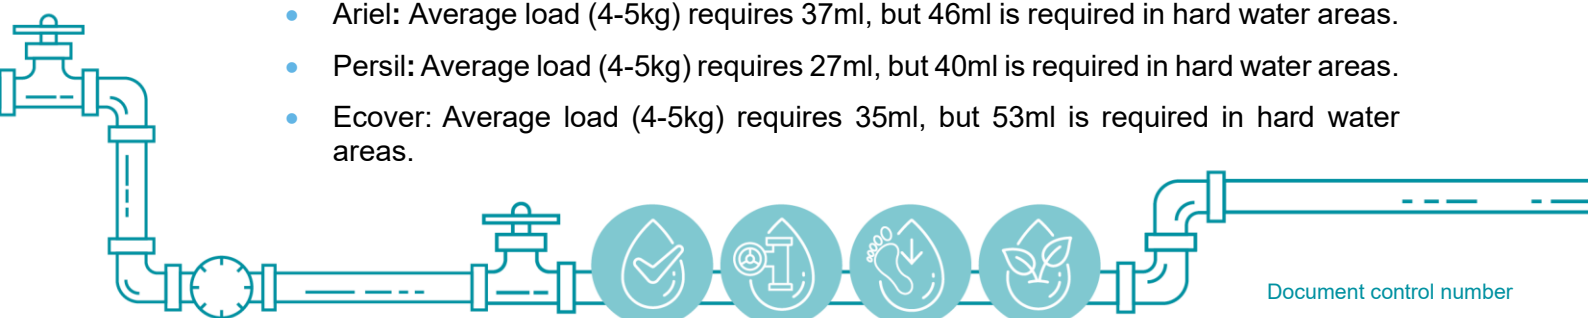 • Ariel: Average load (4-5kg) requires 37ml, but 46ml is required in hard water areas.
• Persil: Average load (4-5kg) requires 27ml, but 40ml is required in hard water areas.
• Ecover: Average load (4-5kg) requires 35ml, but 53ml is required in hard water
areas.
Document control number